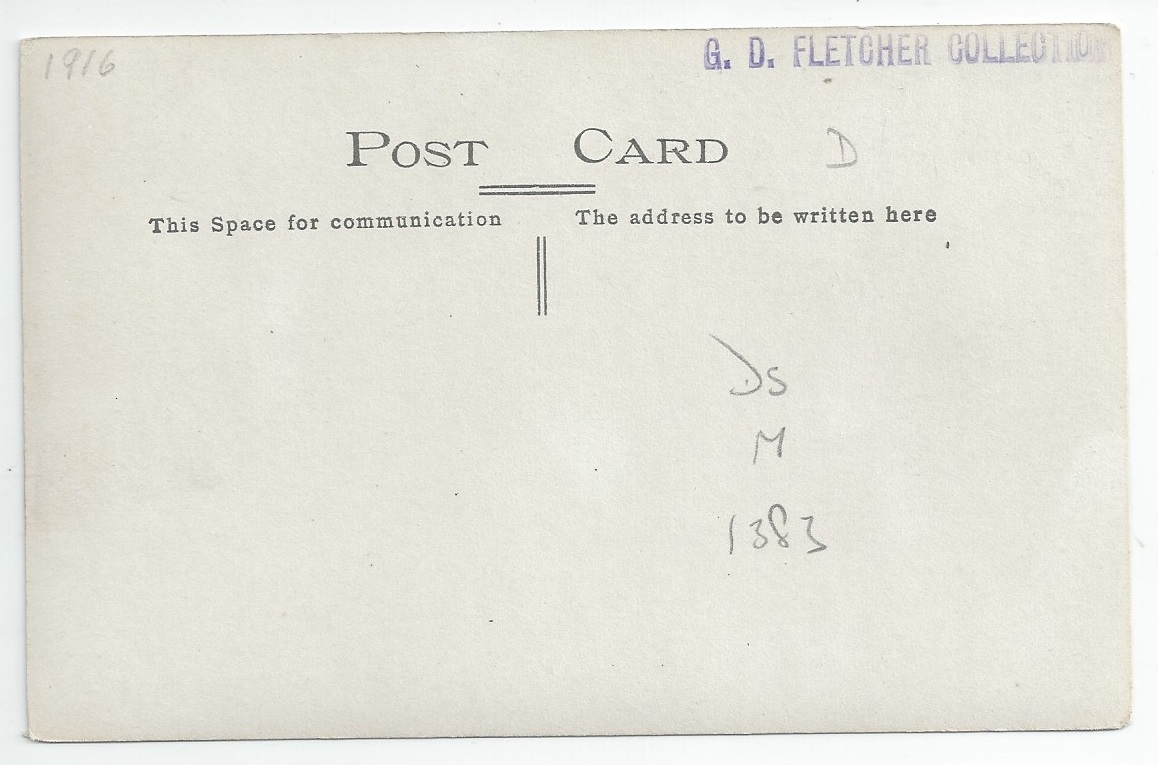 1916
G. D. FLETCHER COLLECTION
POST CARD
D
This Space for communication
The address to be written here
Ds
M
1383